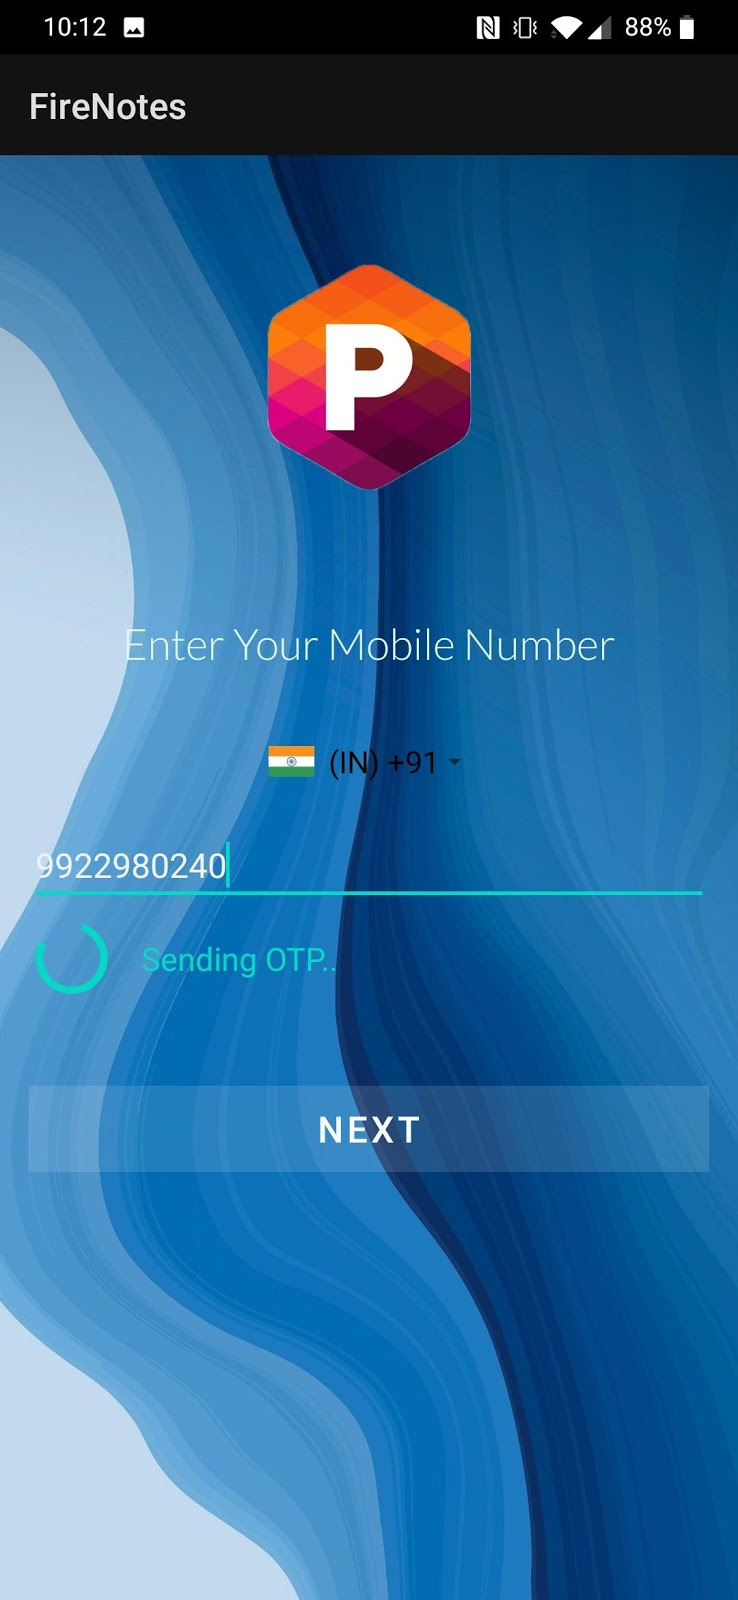 10:12 88%
FireNotes
P
Enter Your Mobile Number
(IN) +91
9922980240
Sending OTP..
NEXT